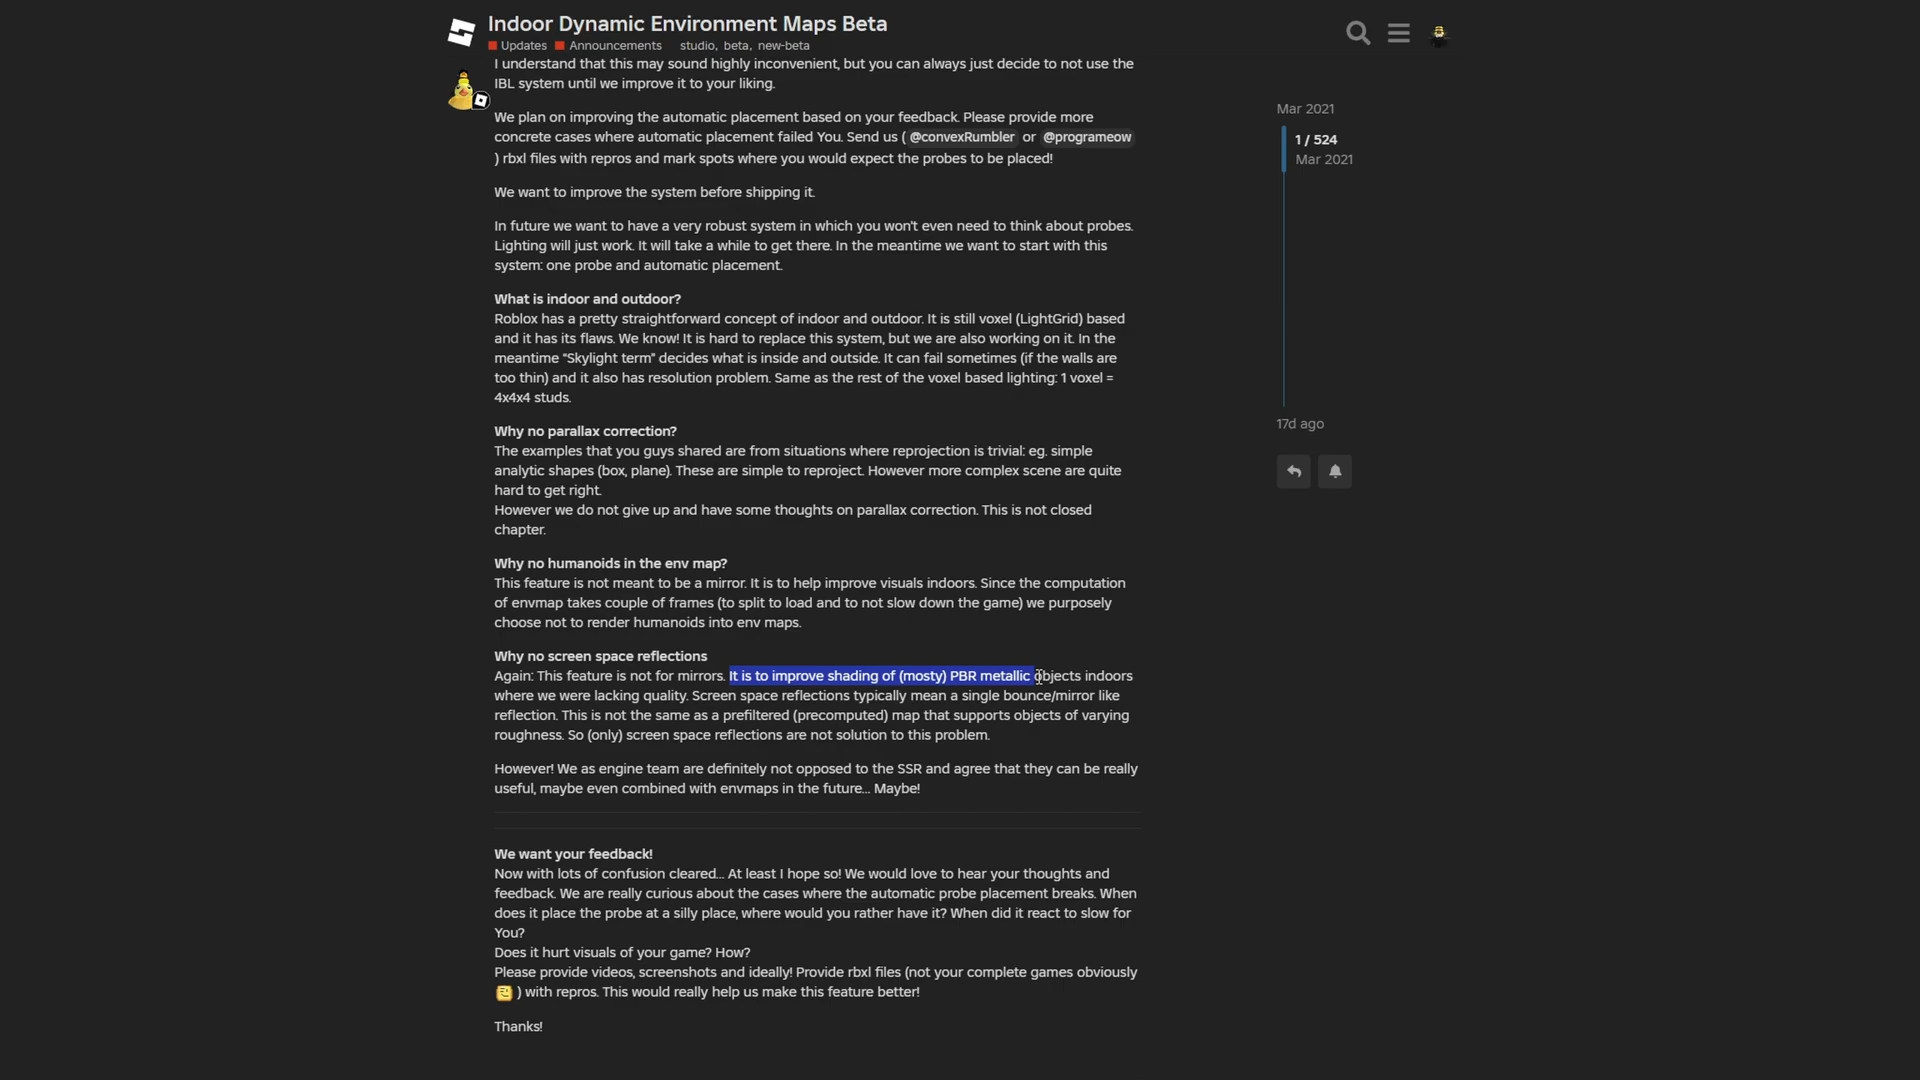 Indoor Dynamic Environment Maps Beta
Updates Announcements studio, beta, new-beta
I understand that this may sound highly inconvenient, but you can always just decide to not use the
IBL system until we improve it to your liking.
We plan on improving the automatic placement based on your feedback. Please provide more
concrete cases where automatic placement failed You. Send us ( @convexRumbler or @programeow
) rbxl files with repros and mark spots where you would expect the probes to be placed!
We want to improve the system before shipping it.
In future we want to have a very robust system in which you won't even need to think about probes.
Lighting will just work. It will take a while to get there. In the meantime we want to start with this
system: one probe and automatic placement.
What is indoor and outdoor?
Roblox has a pretty straightforward concept of indoor and outdoor. It is still voxel (LightGrid) based
and it has its flaws. We know! It is hard to replace this system, but we are also working on it. In the
meantime “Skylight term” decides what is inside and outside. It can fail sometimes (if the walls are
too thin) and it also has resolution problem. Same as the rest of the voxel based lighting: 1 voxel =
4x4x4 studs.
Why no parallax correction?
The examples that you guys shared are from situations where reprojection is trivial: eg. simple
analytic shapes (box, plane). These are simple to reproject. However more complex scene are quite
hard to get right.
However we do not give up and have some thoughts on parallax correction. This is not closed
chapter.
Why no humanoids in the env map?
This feature is not meant to be a mirror. It is to help improve visuals indoors. Since the computation
of envmap takes couple of frames (to split to load and to not slow down the game) we purposely
choose not to render humanoids into env maps.
Why no screen space reflections
Again: This feature is not for mirrors. It is to improve shading of (mosty) PBR metallic objects indoors
where we were lacking quality. Screen space reflections typically mean a single bounce/mirror like
reflection. This is not the same as a prefiltered (precomputed) map that supports objects of varying
roughness. So (only) screen space reflections are not solution to this problem.
However! We as engine team are definitely not opposed to the SSR and agree that they can be really
useful, maybe even combined with envmaps in the future… Maybe!
We want your feedback!
Now with lots of confusion cleared… At least I hope so! We would love to hear your thoughts and
feedback. We are really curious about the cases where the automatic probe placement breaks. When
does it place the probe at a silly place, where would you rather have it? When did it react to slow for
You?
Does it hurt visuals of your game? How?
Please provide videos, screenshots and ideally! Provide rbxl files (not your complete games obviously
) with repros. This would really help us make this feature better!
Thanks!
Mar 2021
1 / 524
Mar 2021
17d ago